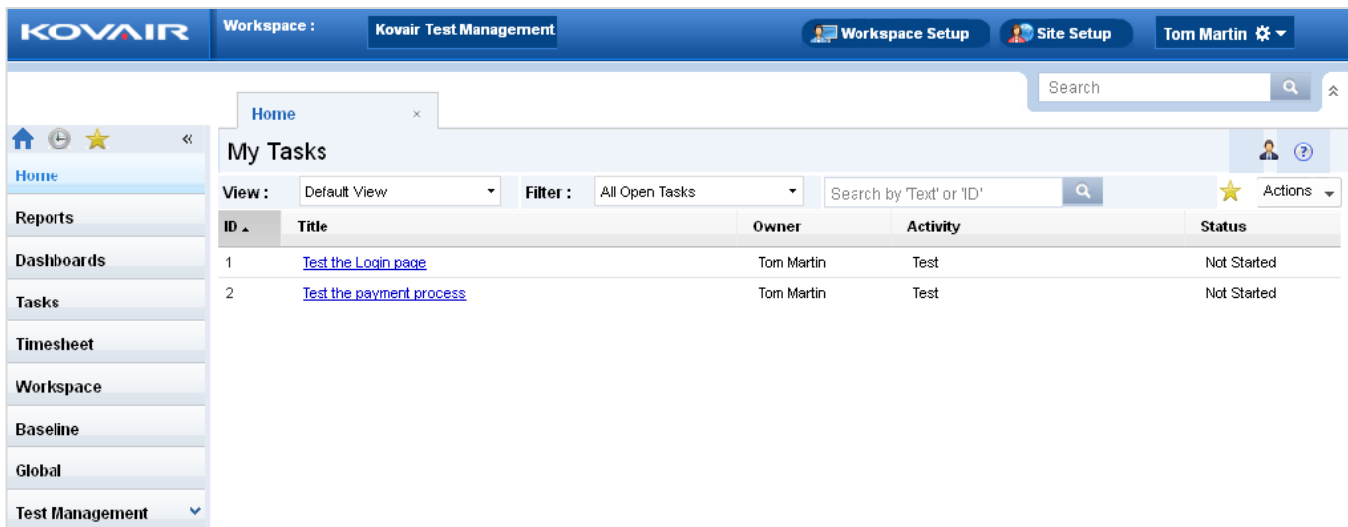 KOVAIR
Workspace :
Kovair Test Management
Workspace Setup
Site Setup
Tom Martin
Search
Home
My Tasks
Home
View :
Default View
Filter :
All Open Tasks
Search by 'Text' or 'ID'
Actions
Reports
ID
Title
Owner
Activity
Status
Dashboards
1
Test the Login page
Tom Martin
Test
Not Started
Tasks
2
Test the payment process
Tom Martin
Test
Not Started
Timesheet
Workspace
Baseline
Global
Test Management